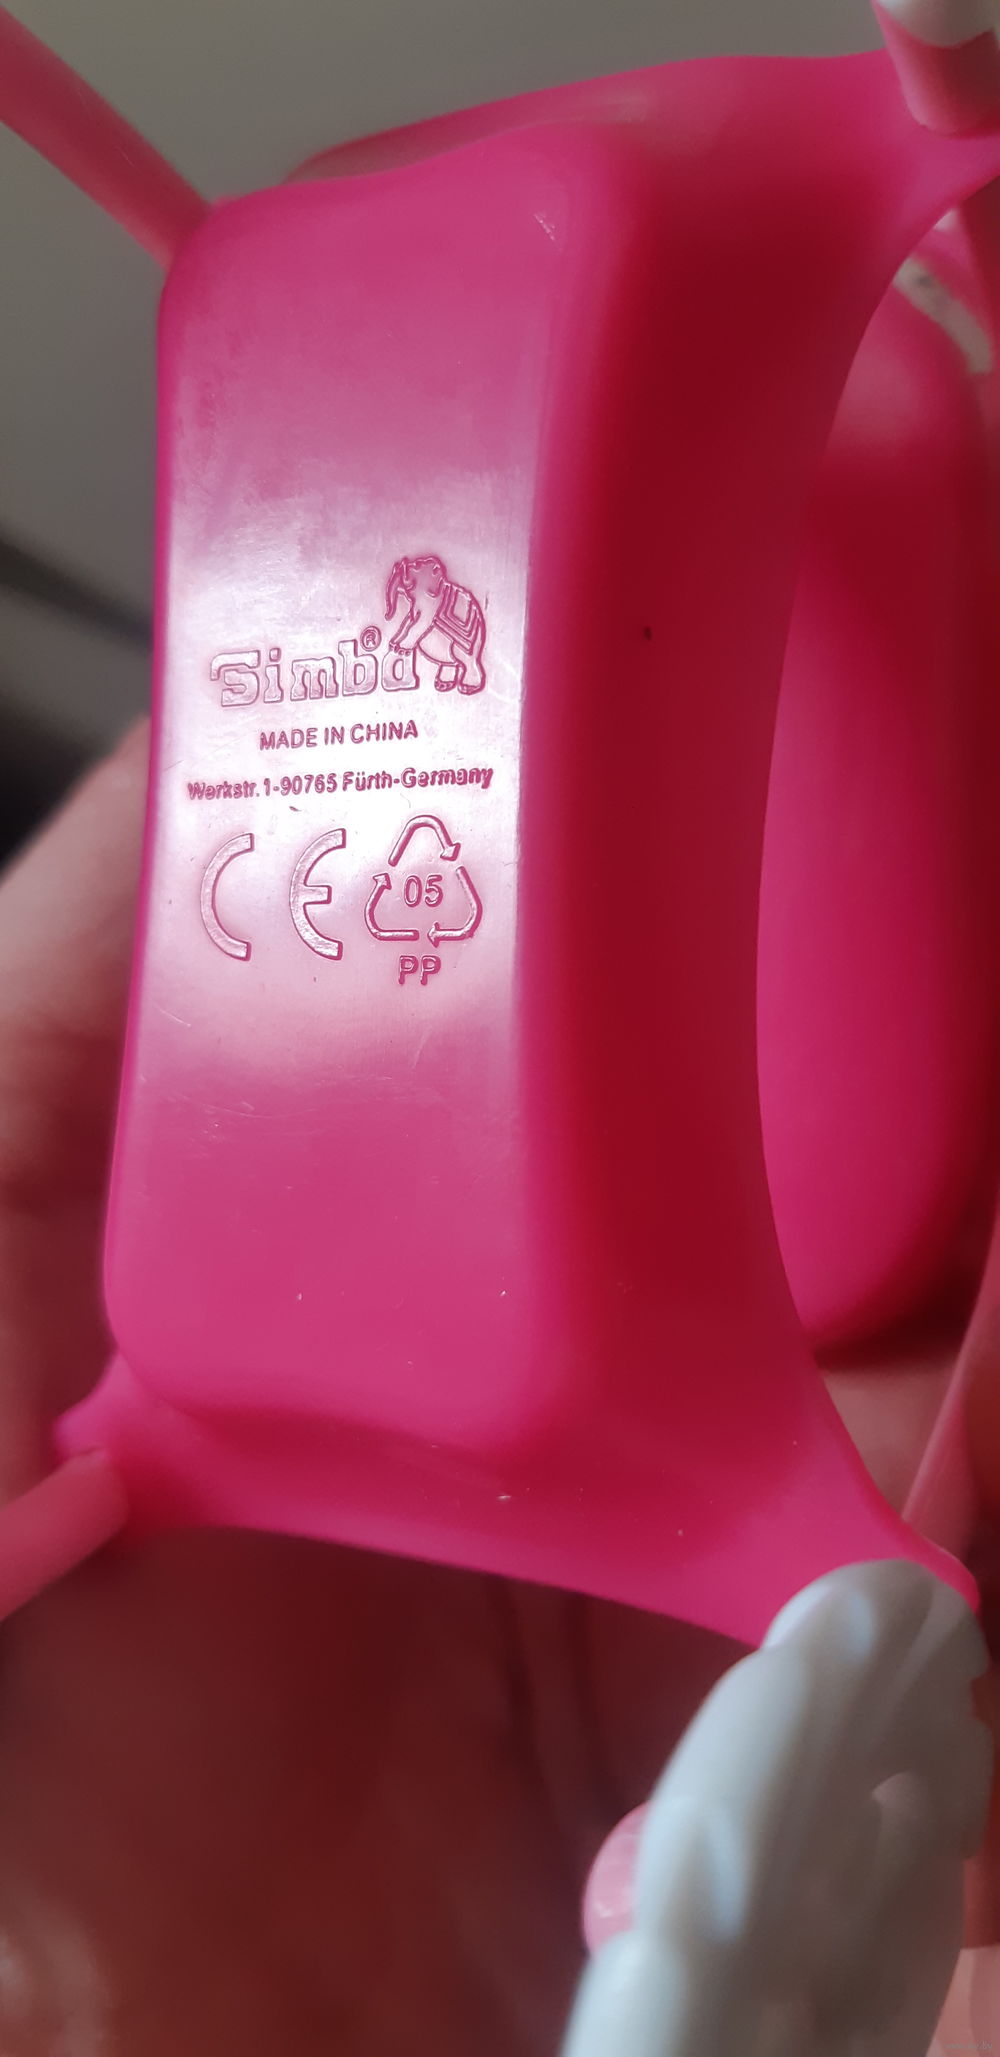 Simba®
MADE IN CHINA
Werkstr.1-90765 Fürth-Germany
CE
05
PP